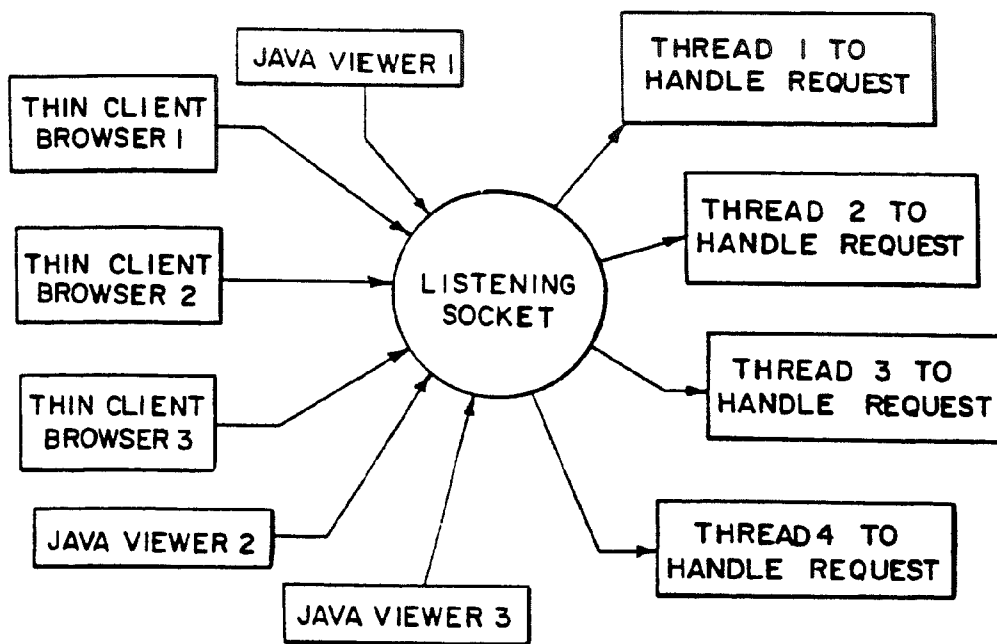 JAVA VIEWER 1
THIN CLIENT
BROWSER 1
THIN CLIENT
BROWSER 2
THIN CLIENT
BROWSER 3
JAVA VIEWER 2
JAVA VIEWER 3
LISTENING
SOCKET
THREAD 1 TO
HANDLE REQUEST
THREAD 2 TO
HANDLE REQUEST
THREAD 3 TO
HANDLE REQUEST
THREAD 4 TO
HANDLE REQUEST